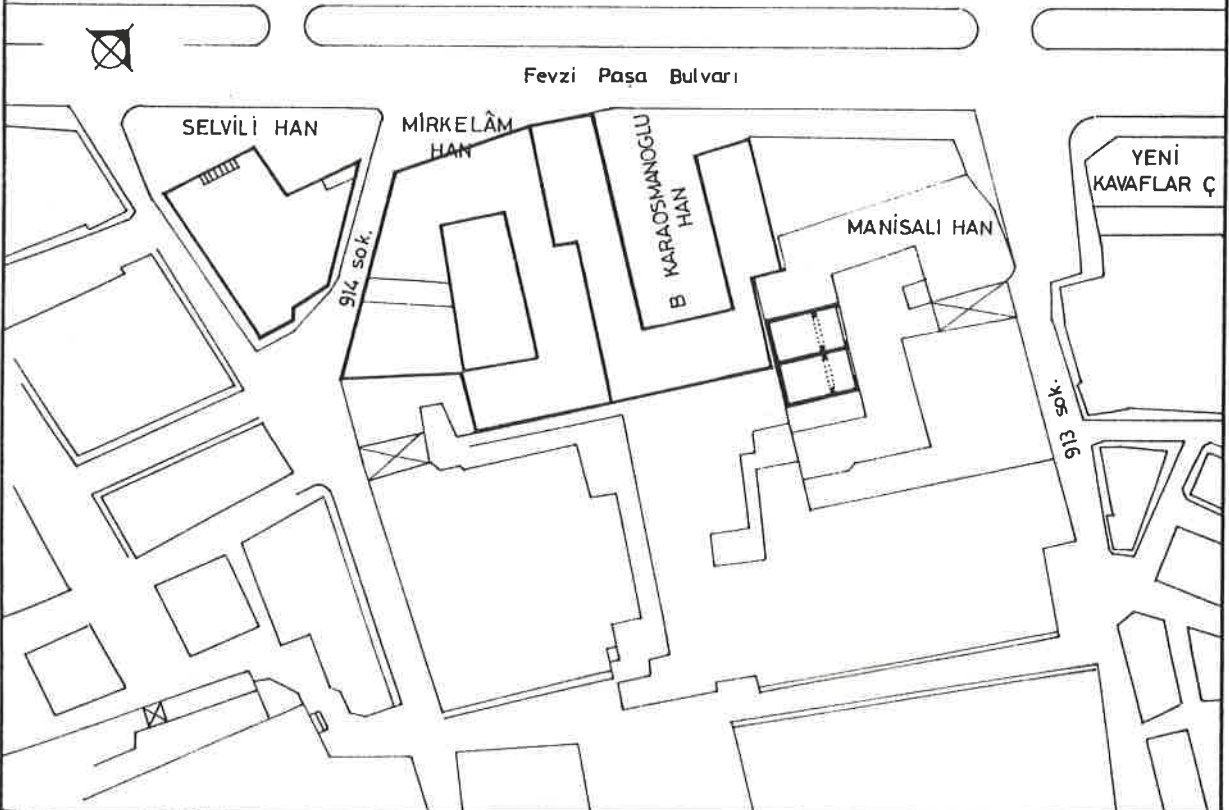 Fevzi Paşa Bulvarı
SELVİLİ HAN
MİRKELÂM
HAN
B KARAOSMANOGLU
HAN
YENİ
KAVAFLAR Ç
MANİSALI HAN
914 sok.
913 sok.